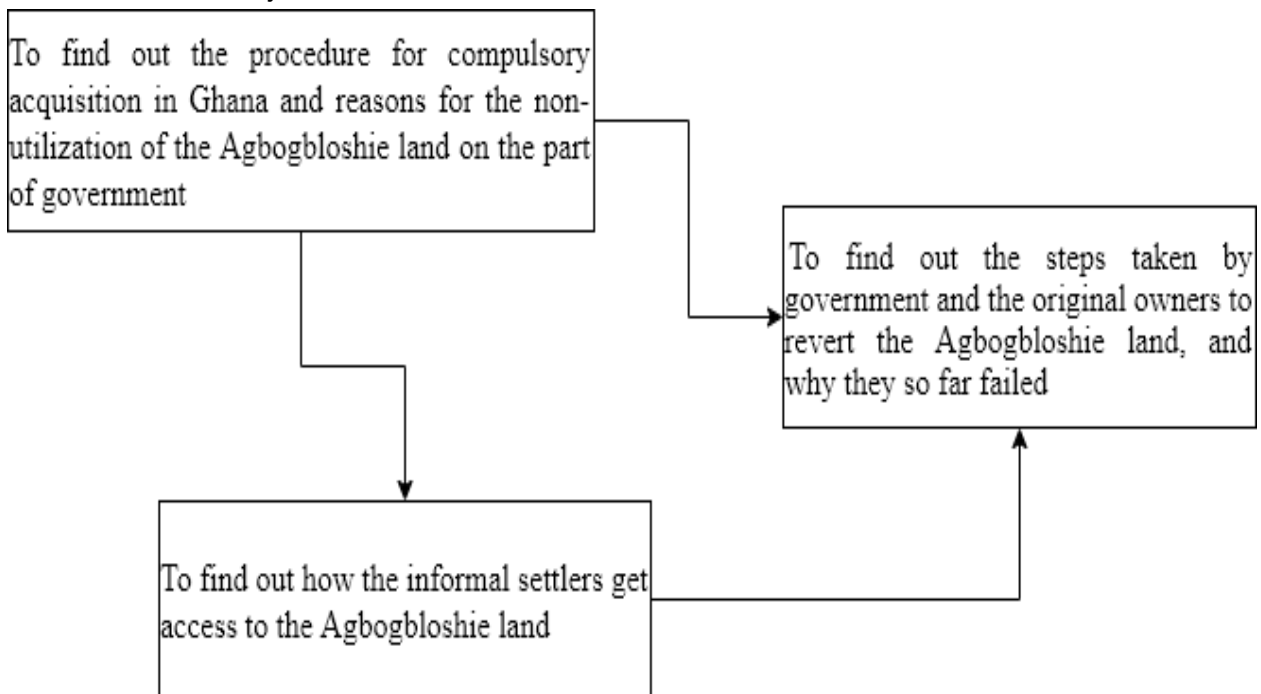 To find out the procedure for compulsory
acquisition in Ghana and reasons for the non-
utilization of the Agbogbloshie land on the part
of government
To find out the steps taken by
government and the original owners to
revert the Agbogbloshie land, and
why they so far failed
To find out how the informal settlers get
access to the Agbogbloshie land